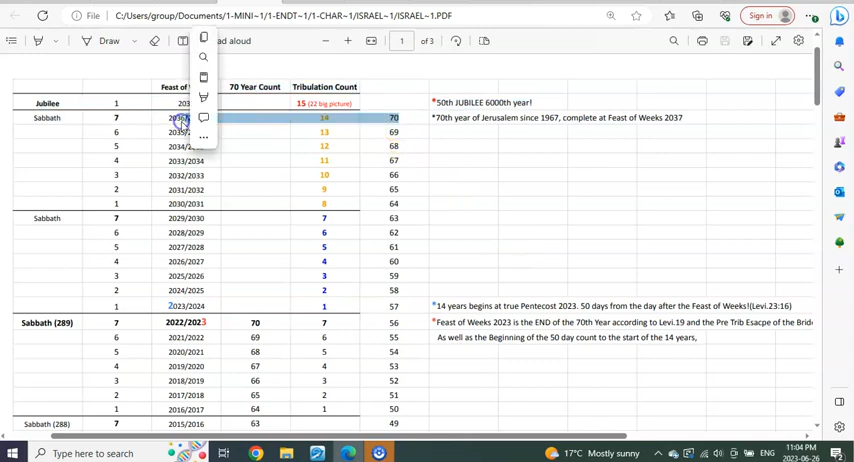 File
C:/Users/group/Documents/1-MINI~1/1-ENDT~1/1-CHAR~1/ISRAEL~1/ISRAEL~1.PDF
Sign in
Draw
ad aloud
1 of 3
Feast of 70 Year Count Tribulation Count
Jubilee 1 203 15 (22 big picture) *50th JUBILEE 6000th year!
Sabbath 7 2036/ 14 70 *70th year of Jerusalem since 1967, complete at Feast of Weeks 2037
6 2035/ 13 69
5 2034/ 12 68
4 2033/2034 11 67
3 2032/2033 10 66
2 2031/2032 9 65
1 2030/2031 8 64
Sabbath 7 2029/2030 7 63
6 2028/2029 6 62
5 2027/2028 5 61
4 2026/2027 4 60
3 2025/2026 3 59
2 2024/2025 2 58
1 2023/2024 1 57 *14 years begins at true Pentecost 2023. 50 days from the day after the Feast of Weeks!(Levi.23:16)
Sabbath (289) 7 2022/2023 70 7 56 *Feast of Weeks 2023 is the END of the 70th Year according to Levi.19 and the Pre Trib Esacpe of the Bride
6 2021/2022 69 6 55 As well as the Beginning of the 50 day count to the start of the 14 years,
5 2020/2021 68 5 54
4 2019/2020 67 4 53
3 2018/2019 66 3 52
2 2017/2018 65 2 51
1 2016/2017 64 1 50
Sabbath (288) 7 2015/2016 63 49
Type here to search
17°C Mostly sunny
ENG
11:04 PM
2023-06-26
2